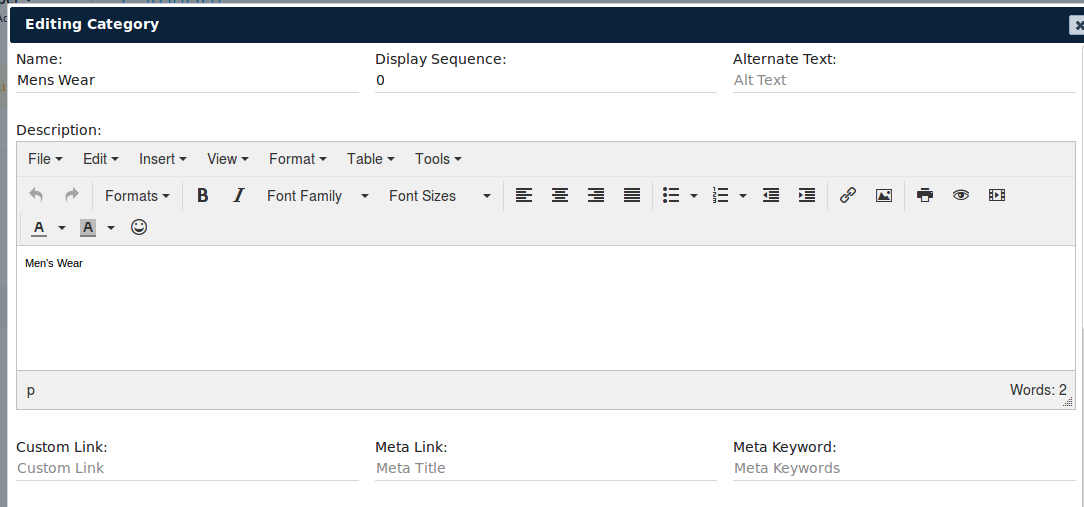 Editing Category
Name: Display Sequence: Alternate Text:
Mens Wear 0 Alt Text
Description:
File Edit Insert View Format Table Tools
Formats B I Font Family Font Sizes
A A
Men's Wear
p Words: 2
Custom Link: Meta Link: Meta Keyword:
Custom Link Meta Title Meta Keywords